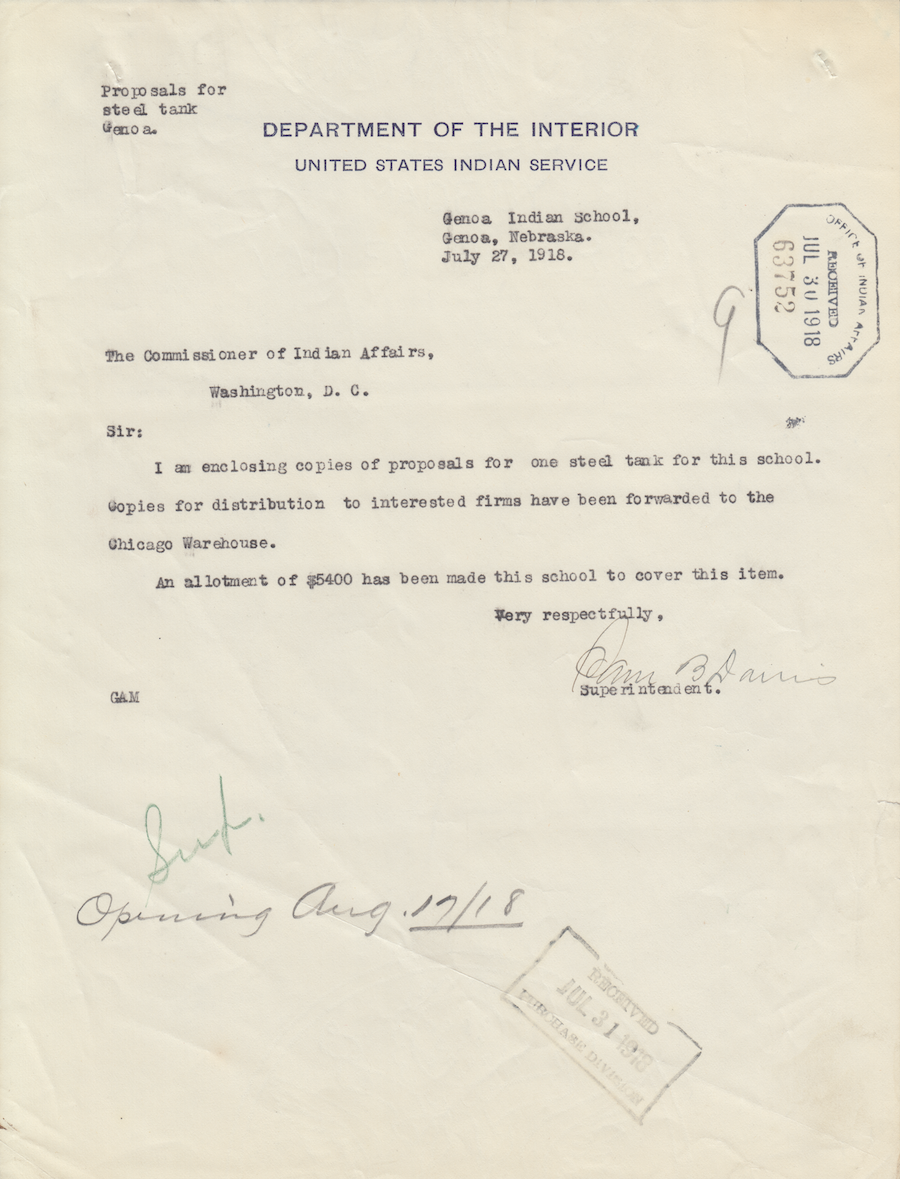 Proposals for
steel tank
Genoa.
DEPARTMENT OF THE INTERIOR
UNITED STATES INDIAN SERVICE
Genoa Indian School,
Genoa, Nebraska.
July 27, 1918.
OFFICE OF INDIAN AFFAIRS
RECEIVED
JUL 30 1918
63752
9
The Commissioner of Indian Affairs,
Washington, D. C.
Sir:
I am enclosing copies of proposals for one steel tank for this school.
Copies for distribution to interested firms have been forwarded to the
Chicago Warehouse.
An allotment of $5400 has been made this school to cover this item.
Very respectfully,
Sam B Davis
Superintendent.
GAM
Opening Aug. 17/18
RECEIVED
JUL 31 1918
PURCHASE DIVISION